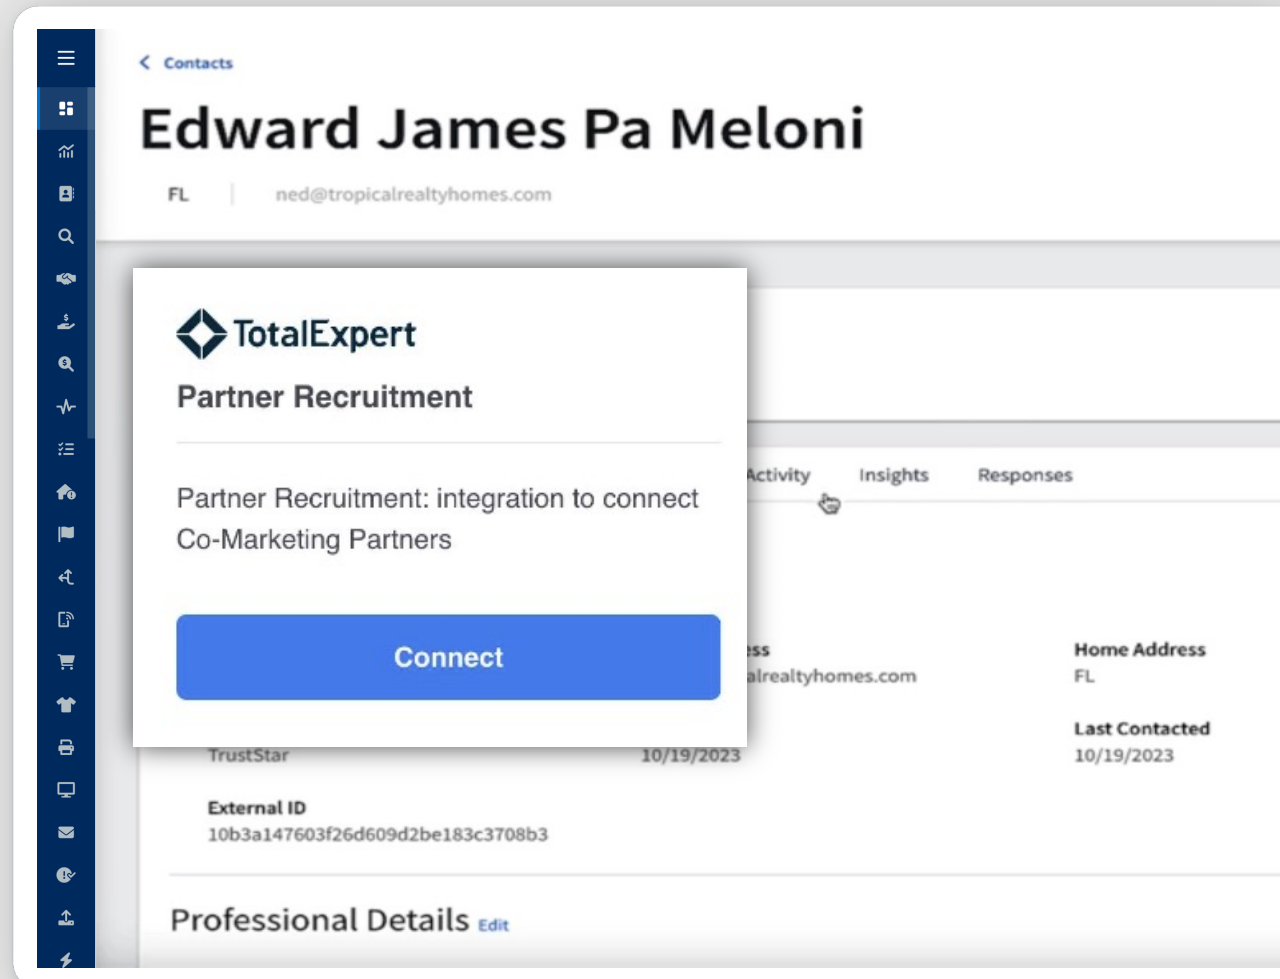 Contacts
Edward James Pa Meloni
FL
ned@tropicalrealtyhomes.com
TotalExpert
Partner Recruitment
Partner Recruitment: integration to connect
Co-Marketing Partners
Connect
Activity
Insights
Responses
alrealtyhomes.com
Home Address
FL
Last Contacted
TrustStar
10/19/2023
10/19/2023
External ID
10b3a147603f26d609d2be183c3708b3
Professional Details Edit